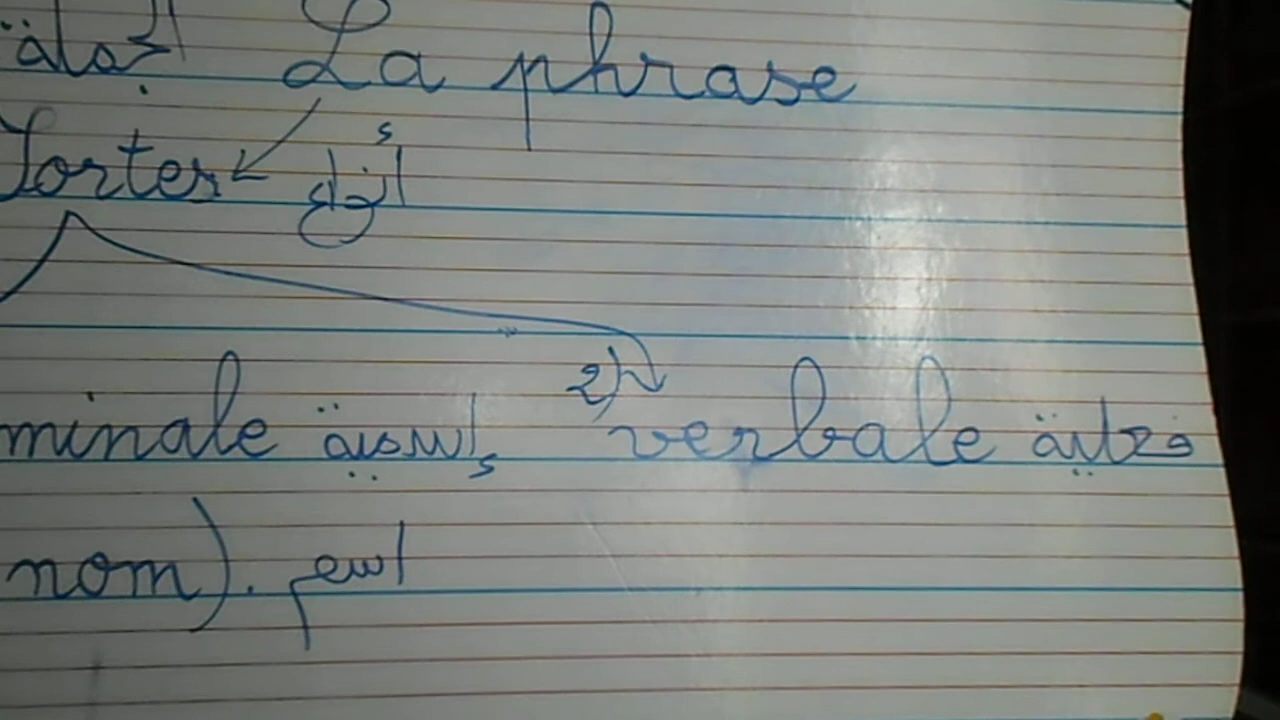 الجملة La phrase
Sortes أنواع
minale إسمية 2) verbale فعلية
nom). اسم